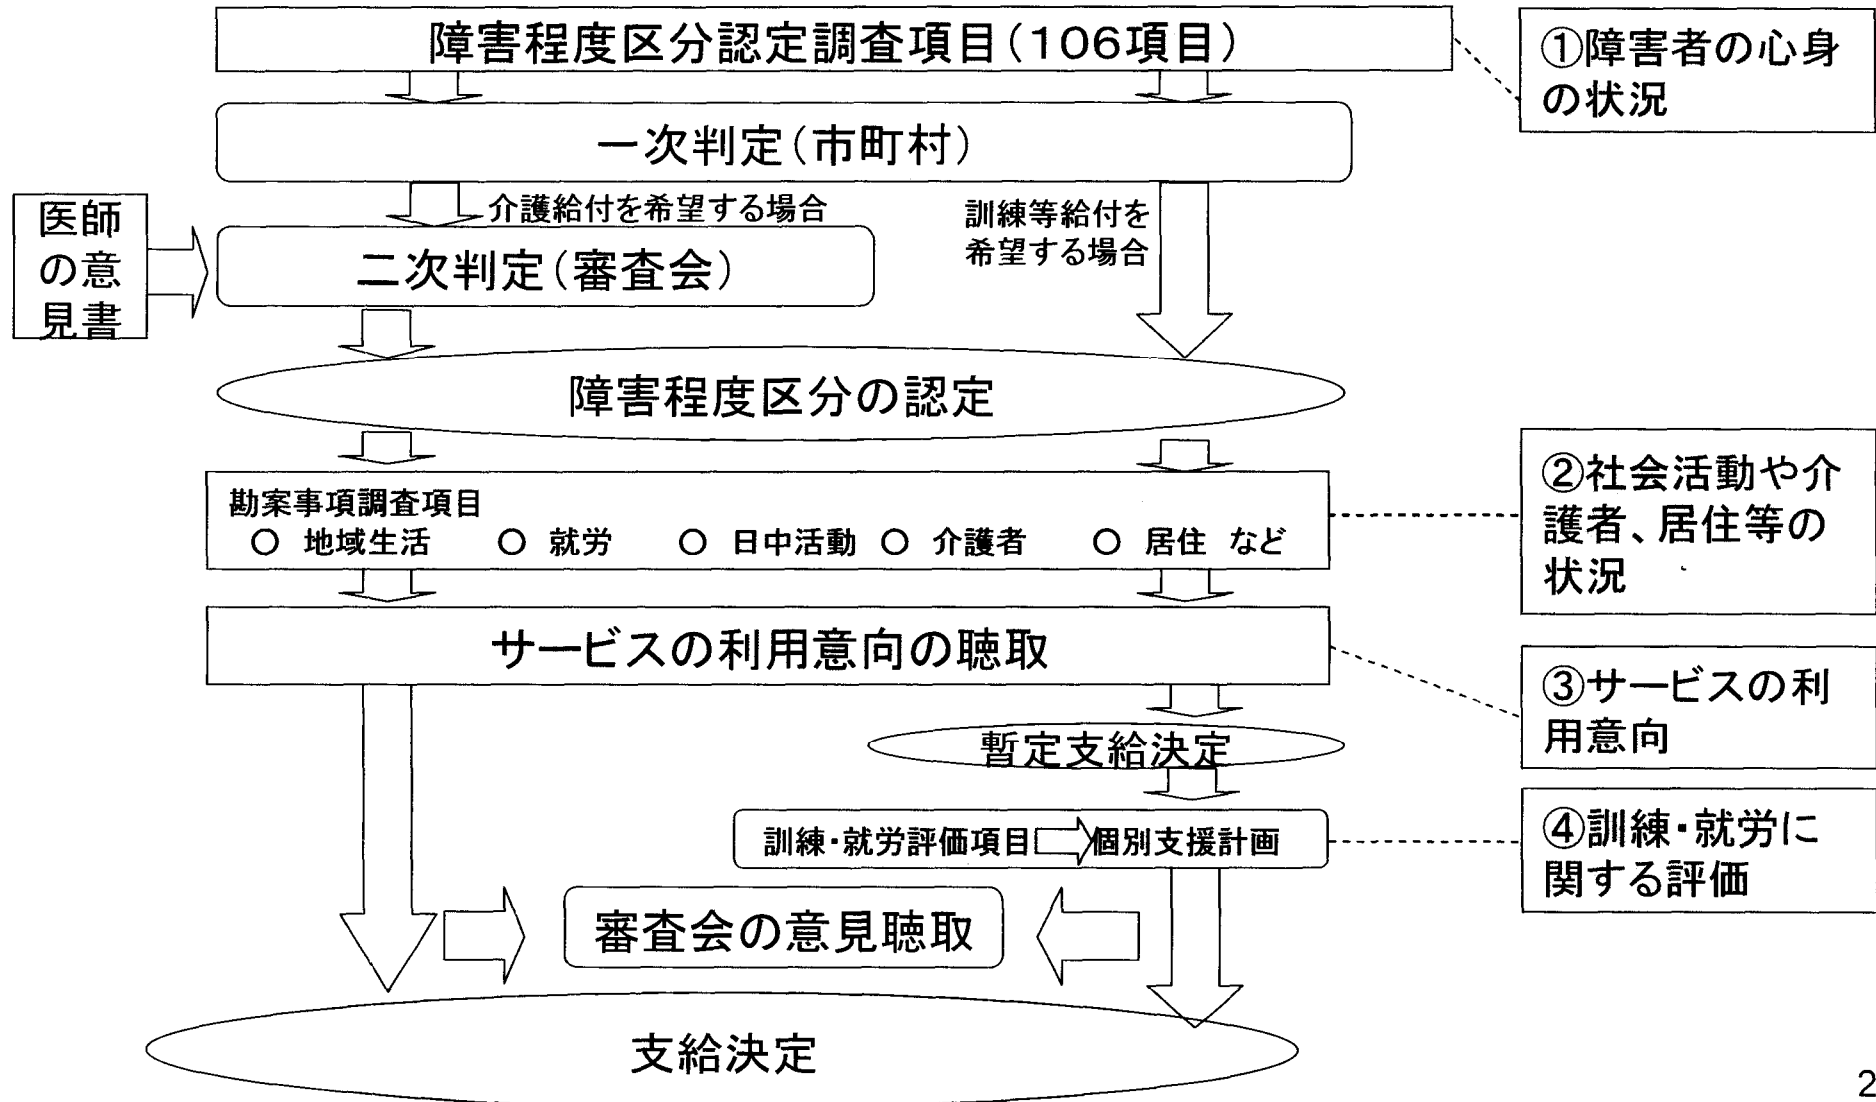 障害程度区分認定調査項目(106項目)
①障害者の心身
の状況
一次判定(市町村)
介護給付を希望する場合
訓練等給付を
希望する場合
医師
の意
見書
二次判定(審査会)
障害程度区分の認定
勘案事項調査項目
○ 地域生活 ○ 就労 ○ 日中活動 ○ 介護者 ○ 居住 など
②社会活動や介
護者、居住等の
状況
サービスの利用意向の聴取
③サービスの利
用意向
暫定支給決定
訓練・就労評価項目 個別支援計画
④訓練・就労に
関する評価
審査会の意見聴取
支給決定
2